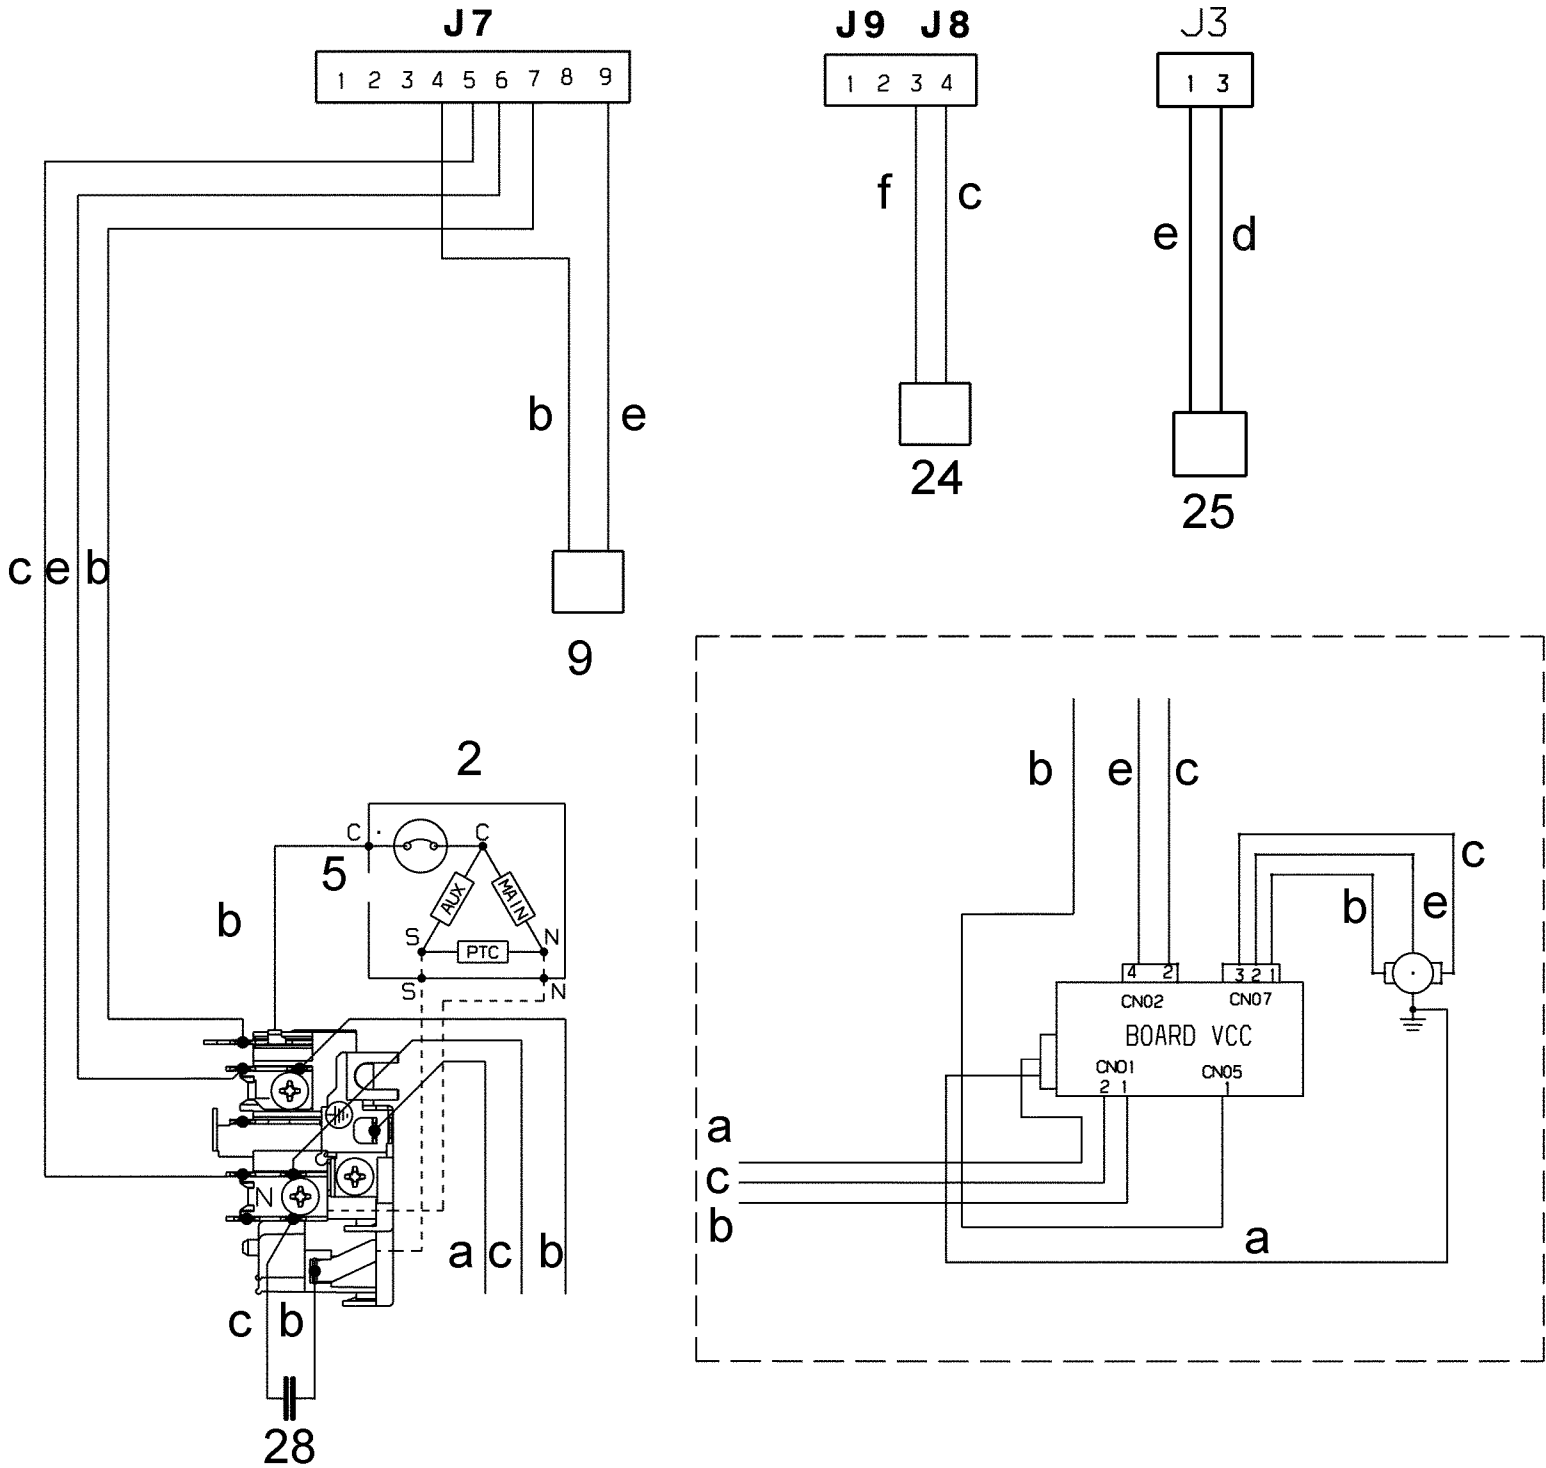 J7
J9 J8
J3
1 2 3 4 5 6 7 8 9
1 2 3 4
1 3
f c
e d
b e
24
25
c e b
9
2
b e c
C C
5
AUX MAIN
c
b
b e
S PTC N
S N
4 2
3 2 1
CN02 CN07
BOARD VCC
CN01 CN05
2 1 1
a
c
b
N
a c b
a
c b
28